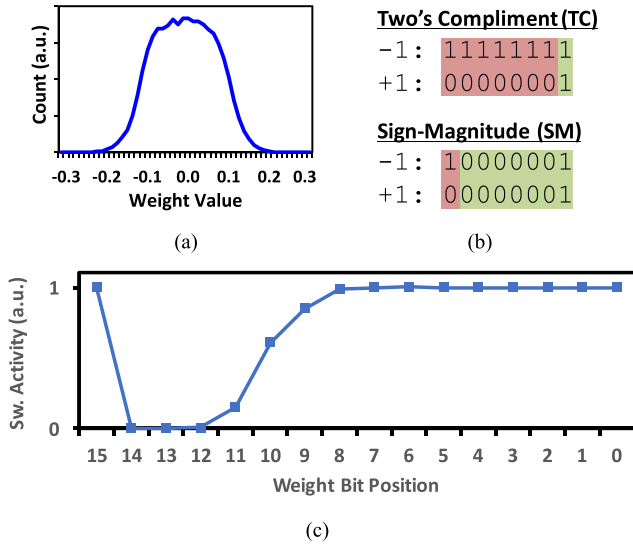 Count (a.u.)
-0.3 -0.2 -0.1 0.0 0.1 0.2 0.3
Weight Value
(a)
Two's Compliment (TC)
-1: 11111111
+1: 00000001
Sign-Magnitude (SM)
-1: 10000001
+1: 00000001
(b)
Sw. Activity (a.u.)
1
0
15 14 13 12 11 10 9 8 7 6 5 4 3 2 1 0
Weight Bit Position
(c)